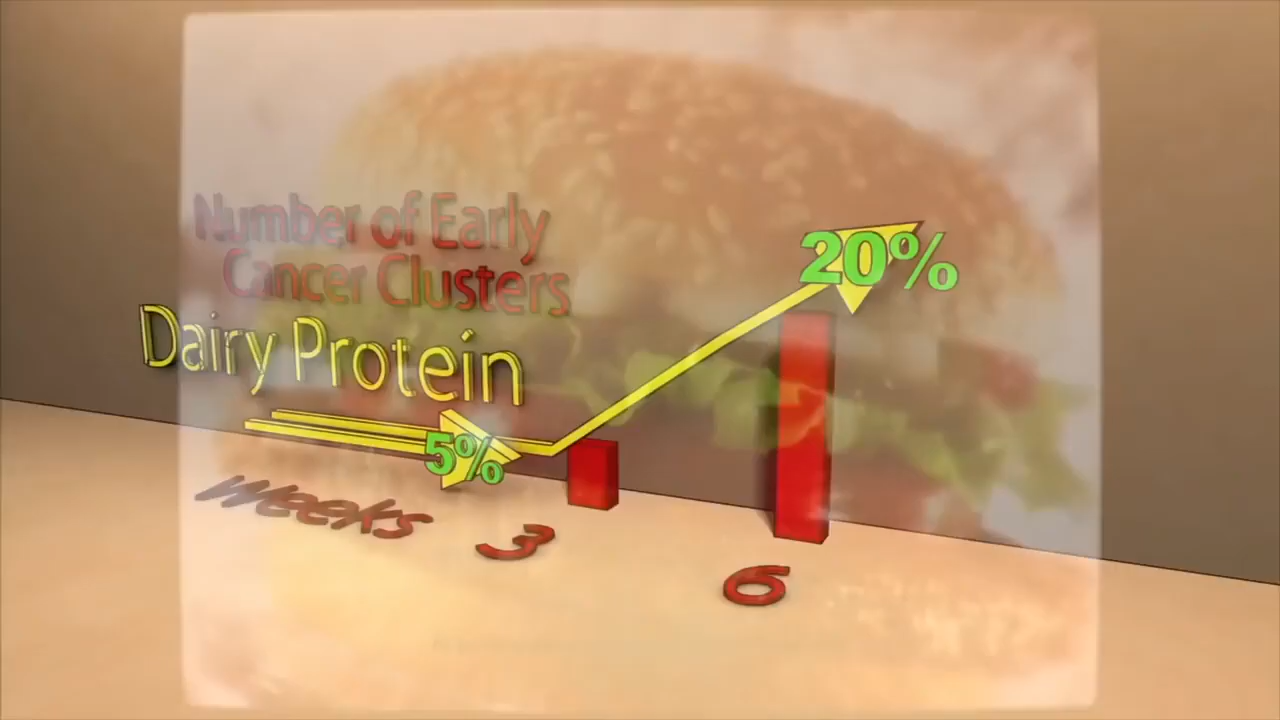 Number of Early
Cancer Clusters
Dairy Protein
20%
5%
Weeks 3 6